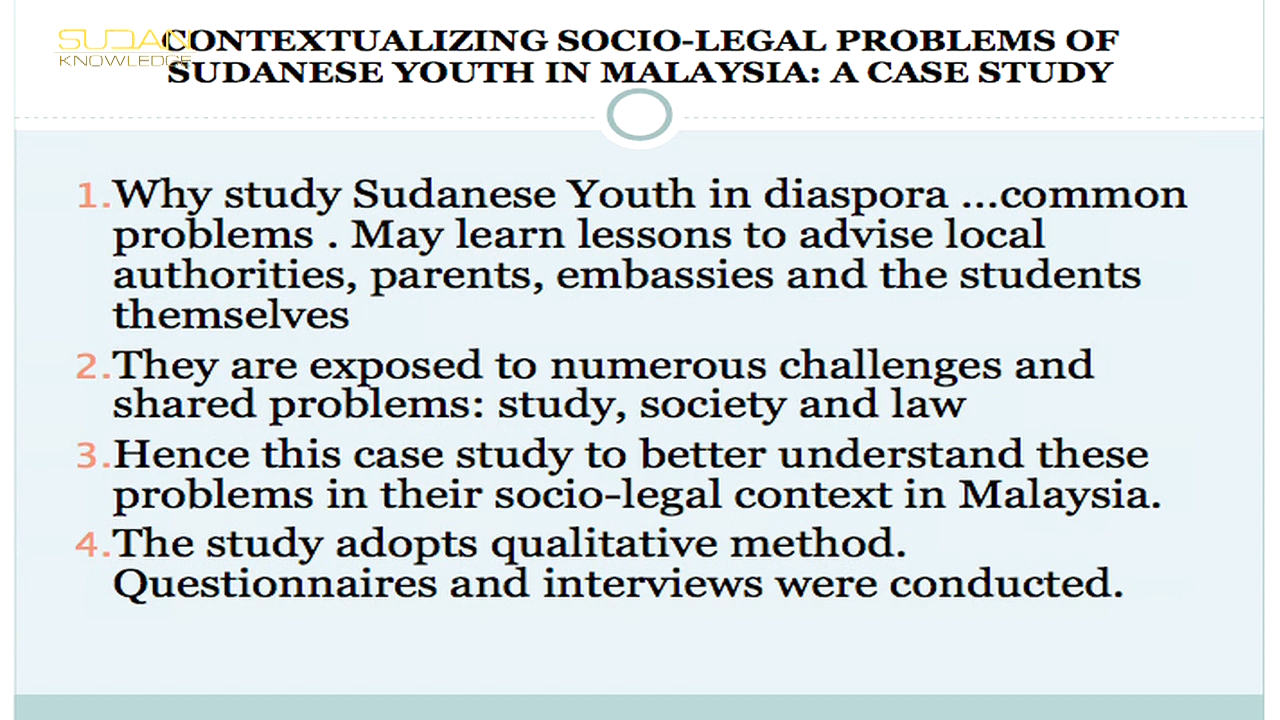 SUDAN
KNOWLEDGE
CONTEXTUALIZING SOCIO-LEGAL PROBLEMS OF
SUDANESE YOUTH IN MALAYSIA: A CASE STUDY
1.Why study Sudanese Youth in diaspora ...common
problems . May learn lessons to advise local
authorities, parents, embassies and the students
themselves
2.They are exposed to numerous challenges and
shared problems: study, society and law
3.Hence this case study to better understand these
problems in their socio-legal context in Malaysia.
4.The study adopts qualitative method.
Questionnaires and interviews were conducted.